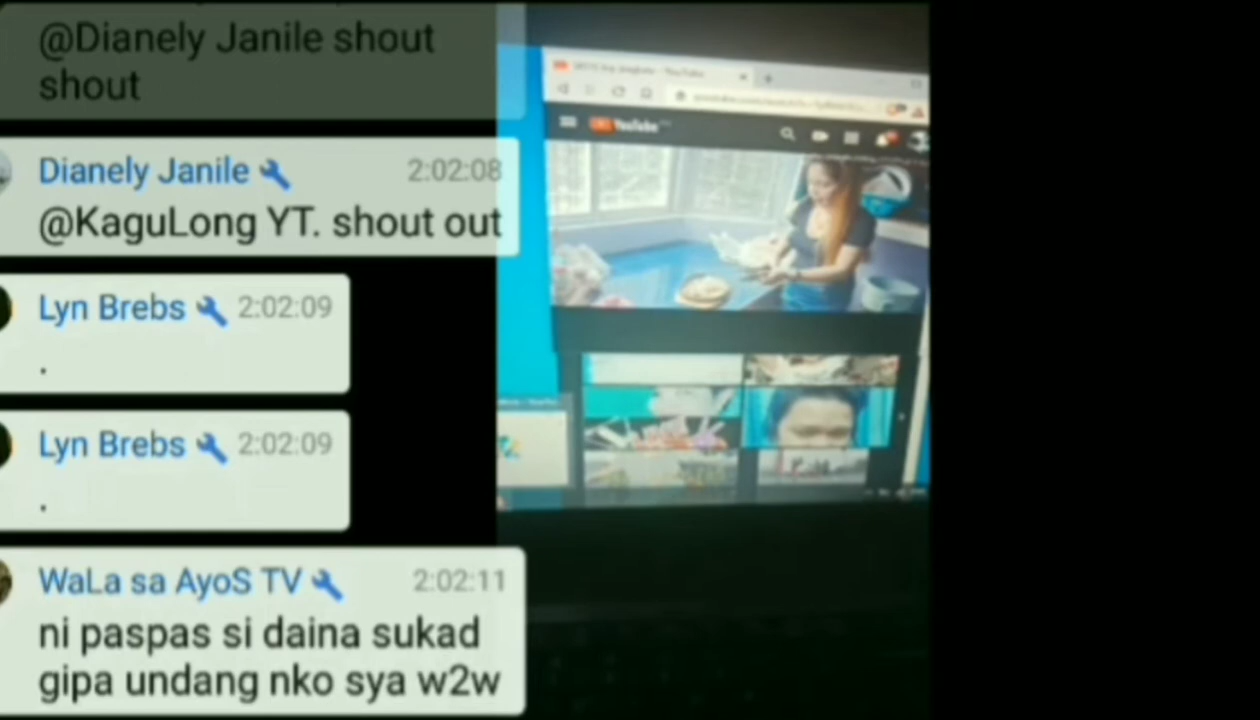 @Dianely Janile shout
shout
Dianely Janile 2:02:08
@KaguLong YT. shout out
Lyn Brebs 2:02:09
.
Lyn Brebs 2:02:09
.
WaLa sa AyoS TV 2:02:11
ni paspas si daina sukad
gipa undang nko sya w2w
YouTube